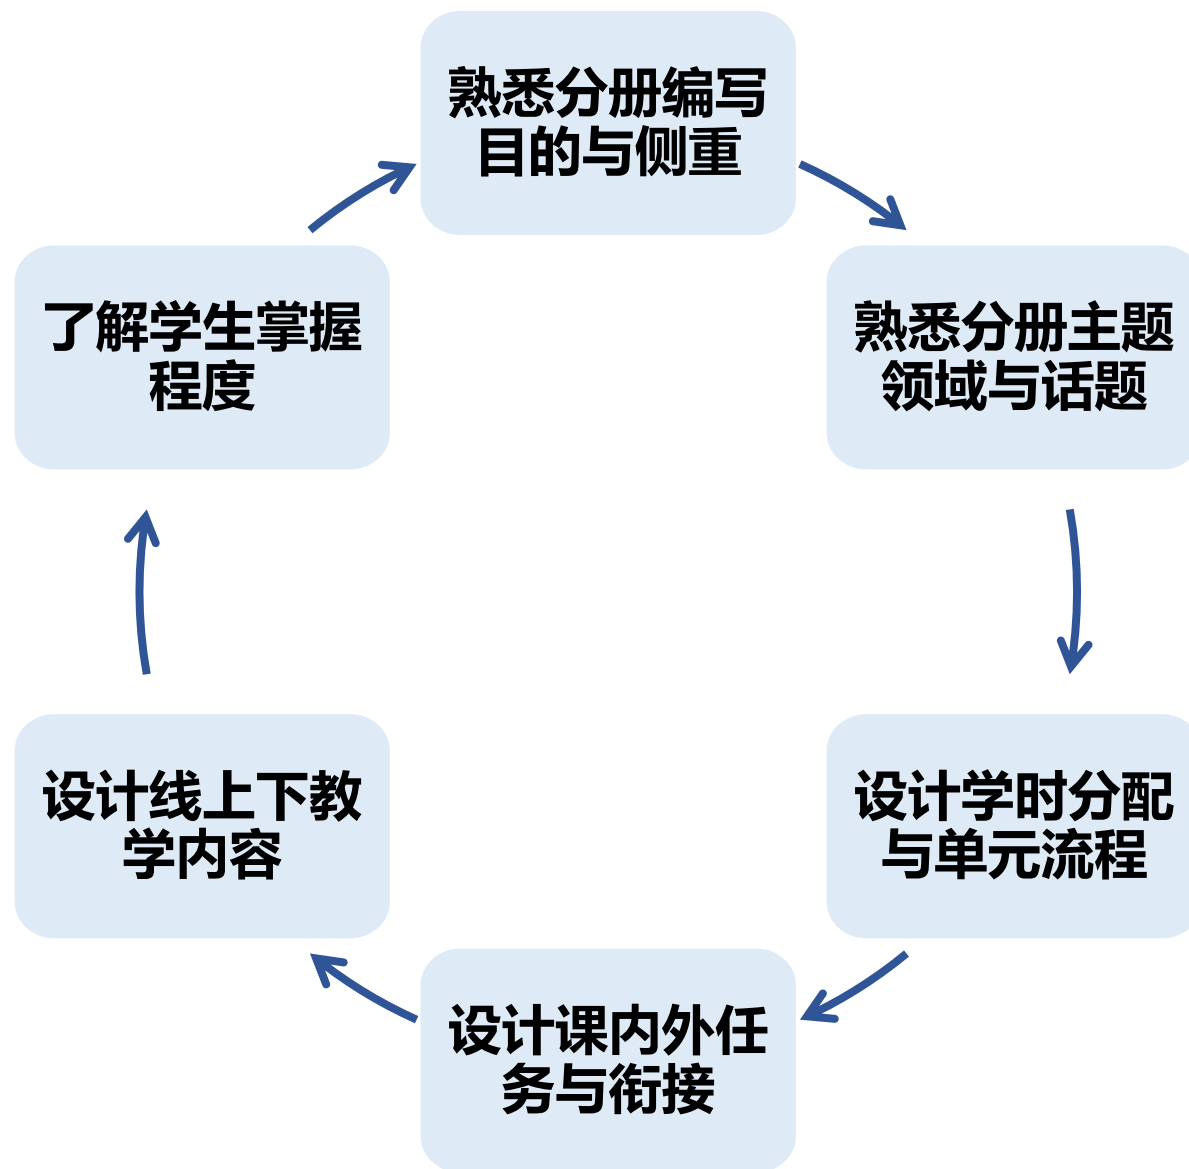 熟悉分册编写
目的与侧重
熟悉分册主题
领域与话题
设计学时分配
与单元流程
设计课内外任
务与衔接
设计线上下教
学内容
了解学生掌握
程度